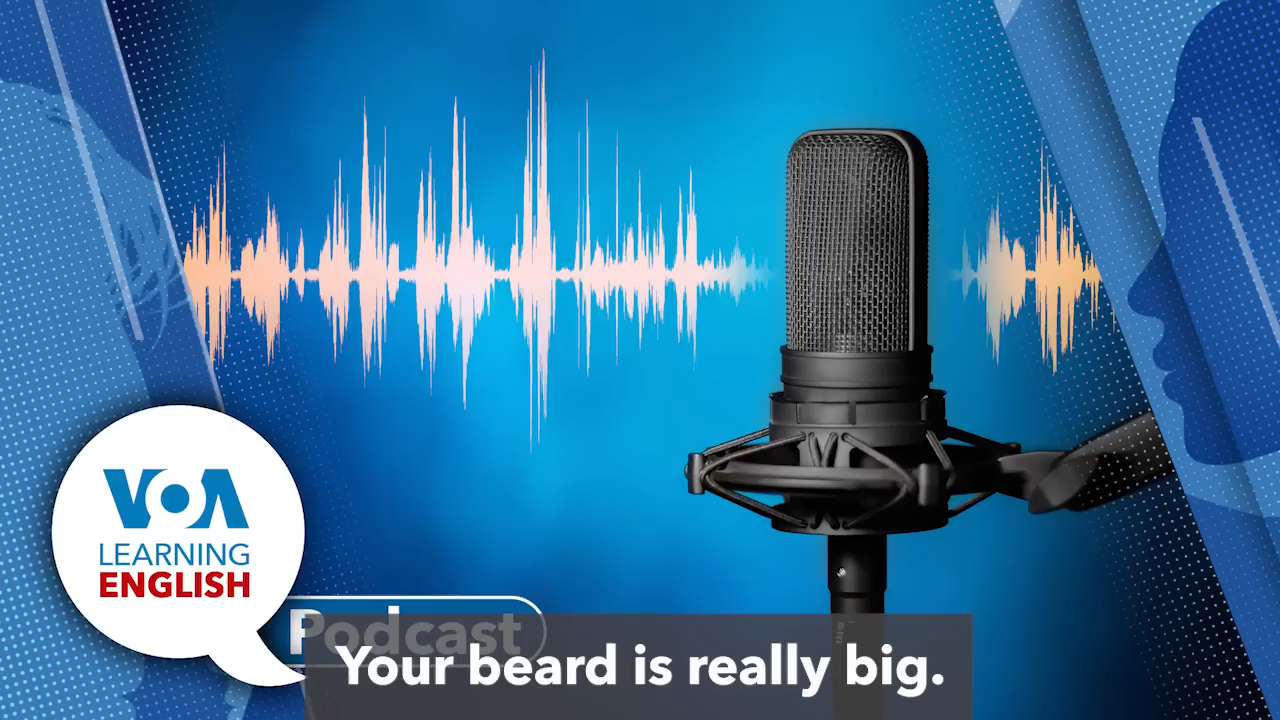 VOA
LEARNING
ENGLISH
Podcast
Your beard is really big.